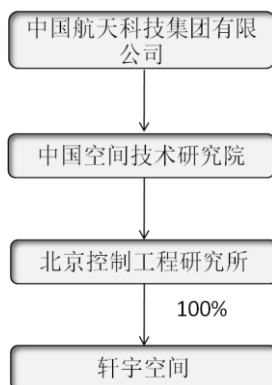 中国航天科技集团有限
公司
中国空间技术研究院
北京控制工程研究所
100%
轩宇空间